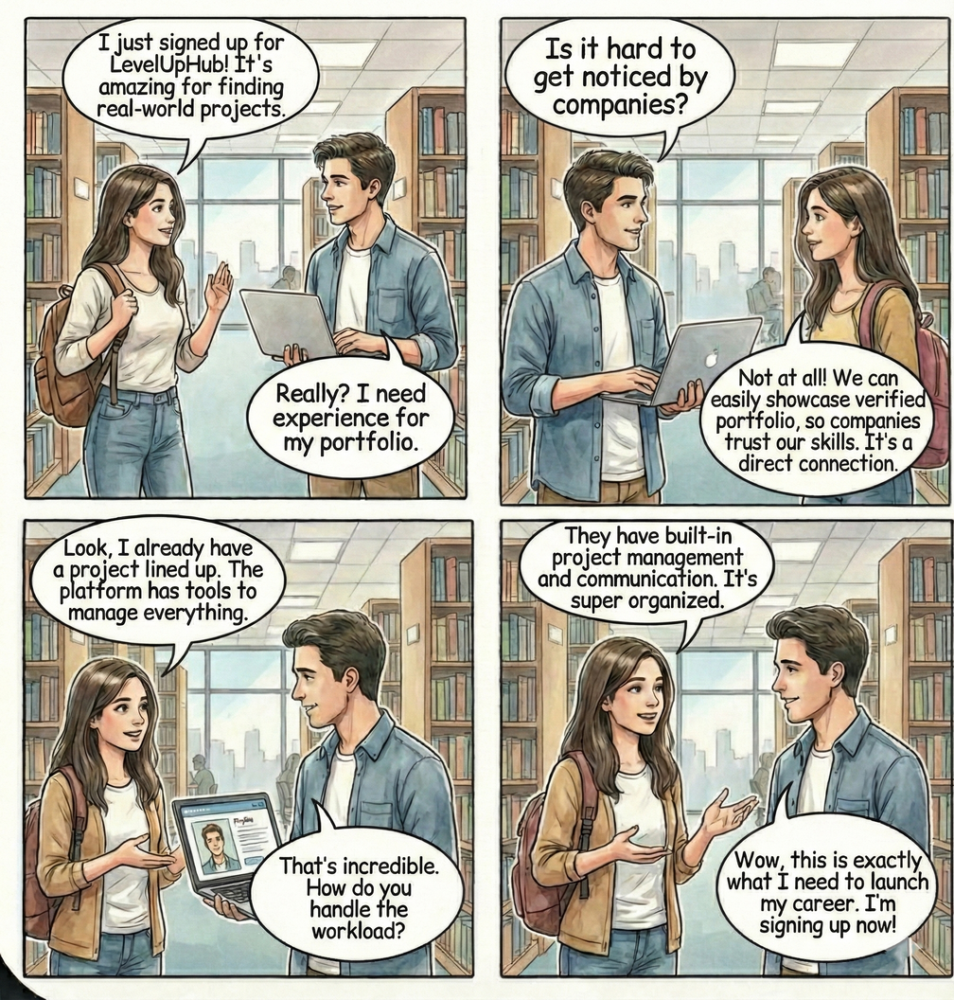 I just signed up for
LevelUpHub! It's
amazing for finding
real-world projects.
Really? I need
experience for
my portfolio.
Is it hard to
get noticed by
companies?
Not at all! We can
easily showcase verified
portfolio, so companies
trust our skills. It's a
direct connection.
Look, I already have
a project lined up. The
platform has tools to
manage everything.
That's incredible.
How do you
handle the
workload?
They have built-in
project management
and communication. It's
super organized.
Wow, this is exactly
what I need to launch
my career. I'm
signing up now!